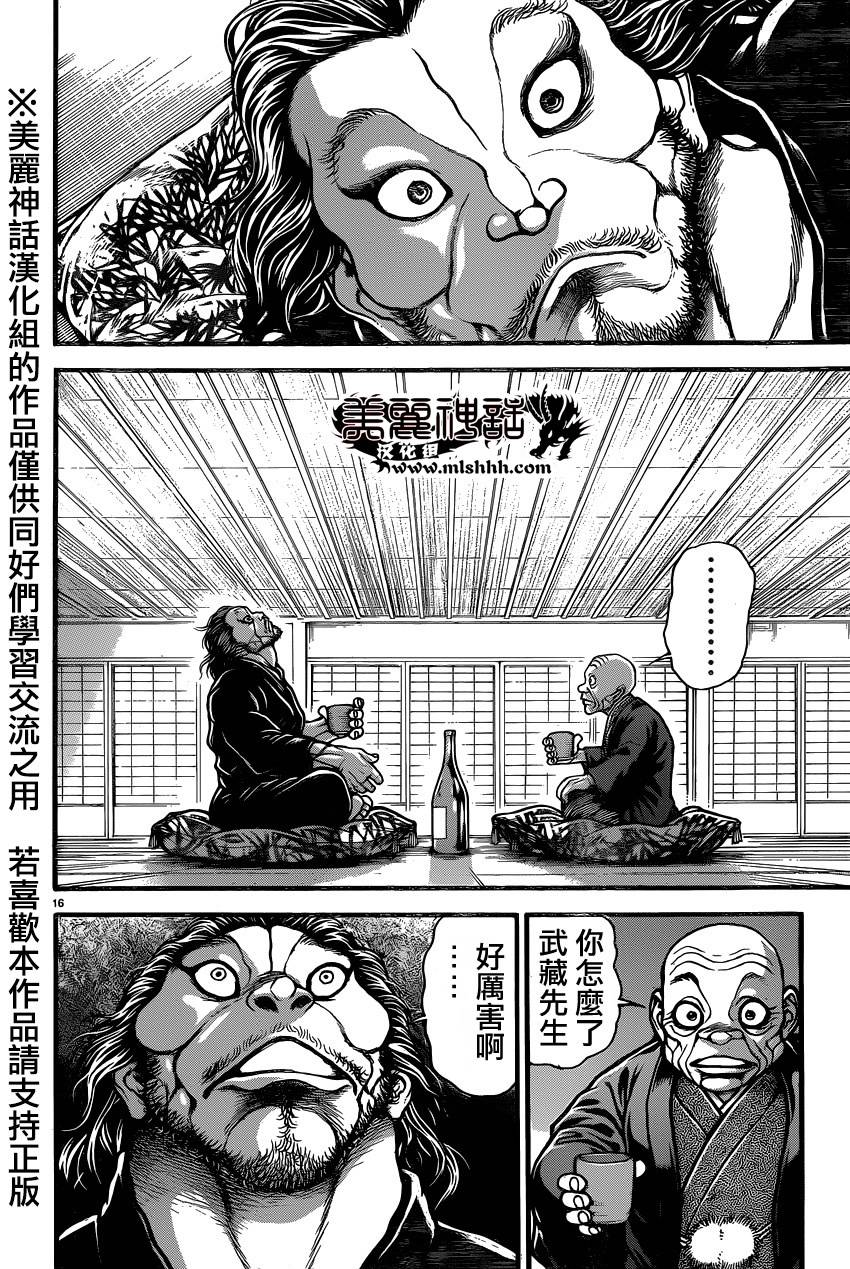 ※美麗神話漢化組的作品僅供同好們學習交流之用 若喜歡本作品請支持正版
美麗神話
汉化组
www.mlshhh.com
…………
16
你怎麼了
武藏先生
好厲害啊
……